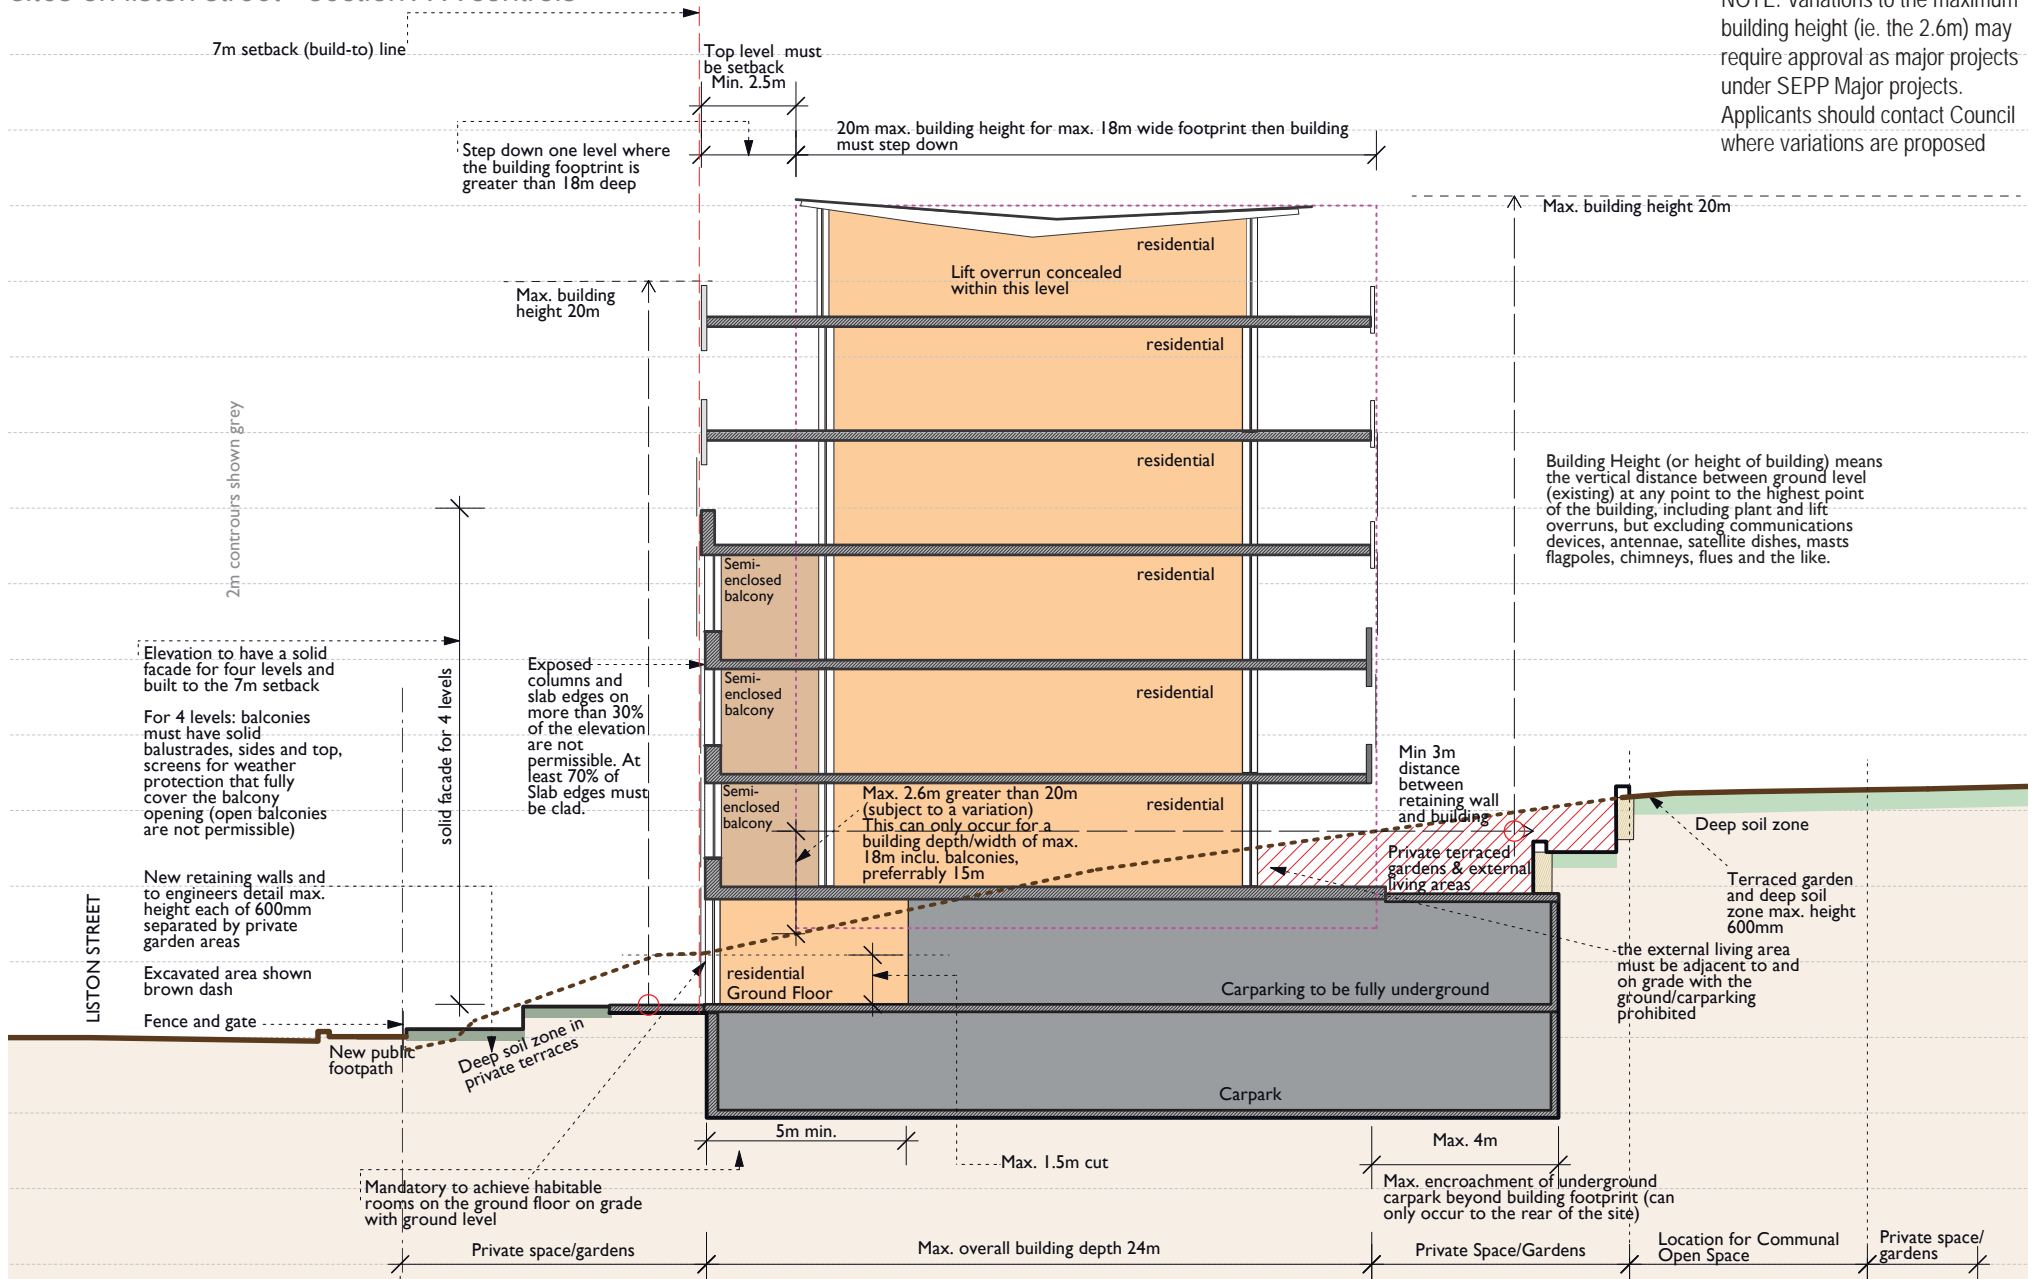 7m setback (build-to) line
Top level must
be setback
Min. 2.5m
building height (ie. the 2.6m) may
require approval as major projects
under SEPP Major projects.
Applicants should contact Council
where variations are proposed
Step down one level where
the building fooptrint is
greater than 18m deep
20m max. building height for max. 18m wide footprint then building
must step down
Max. building height 20m
residential
Lift overrun concealed
within this level
Max. building
height 20m
residential
2m contrours shown grey
residential
Building Height (or height of building) means
the vertical distance between ground level
(existing) at any point to the highest point
of the building, including plant and lift
overruns, but excluding communications
devices, antennae, satellite dishes, masts
flagpoles, chimneys, flues and the like.
Semi-
enclosed
balcony
residential
Elevation to have a solid
facade for four levels and
built to the 7m setback
For 4 levels: balconies
must have solid
balustrades, sides and top,
screens for weather
protection that fully
cover the balcony
opening (open balconies
are not permissible)
solid facade for 4 levels
Exposed
columns and
slab edges on
more than 30%
of the elevation
are not
permissible. At
least 70% of
Slab edges must
be clad.
Semi-
enclosed
balcony
residential
Semi-
enclosed
balcony
Max. 2.6m greater than 20m
(subject to a variation)
This can only occur for a
building depth/width of max.
18m inclu. balconies,
preferrably 15m
residential
Min 3m
distance
between
retaining wall
and building
Private terraced
gardens & external
living areas
Deep soil zone
Terraced garden
and deep soil
zone max. height
600mm
the external living area
must be adjacent to and
on grade with the
ground/carparking
prohibited
New retaining walls and
to engineers detail max.
height each of 600mm
separated by private
garden areas
Excavated area shown
brown dash
Fence and gate
LISTON STREET
New public
footpath
Deep soil zone in
private terraces
residential
Ground Floor
Carparking to be fully underground
Carpark
5m min.
Max. 1.5m cut
Max. 4m
Mandatory to achieve habitable
rooms on the ground floor on grade
with ground level
Max. encroachment of underground
carpark beyond building footprint (can
only occur to the rear of the site)
Private space/gardens
Max. overall building depth 24m
Private Space/Gardens
Location for Communal
Open Space
Private space/
gardens